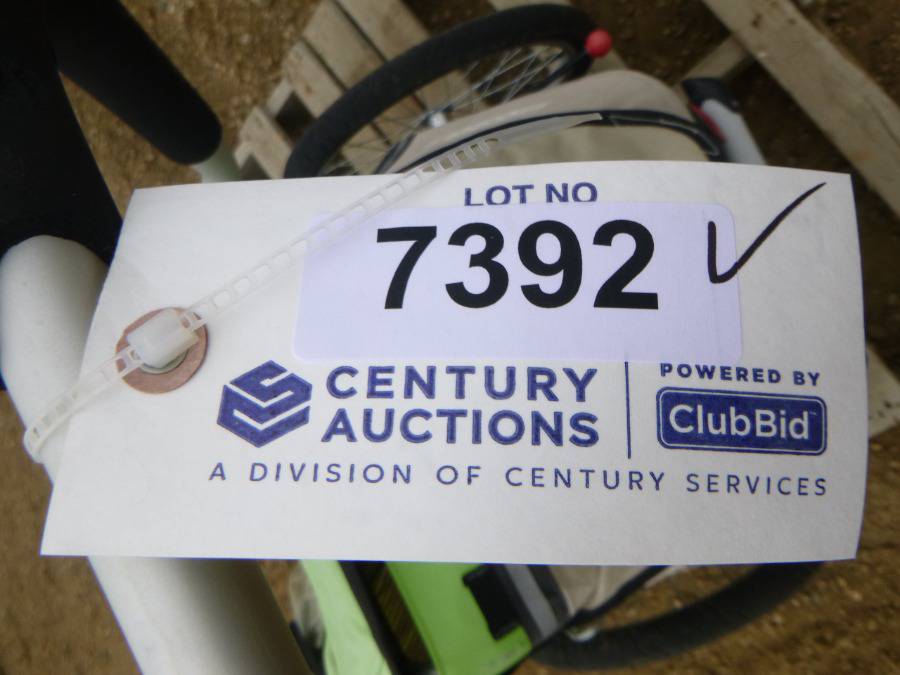 LOT NO
7392
CENTURY
AUCTIONS
POWERED BY
ClubBid
A DIVISION OF CENTURY SERVICES